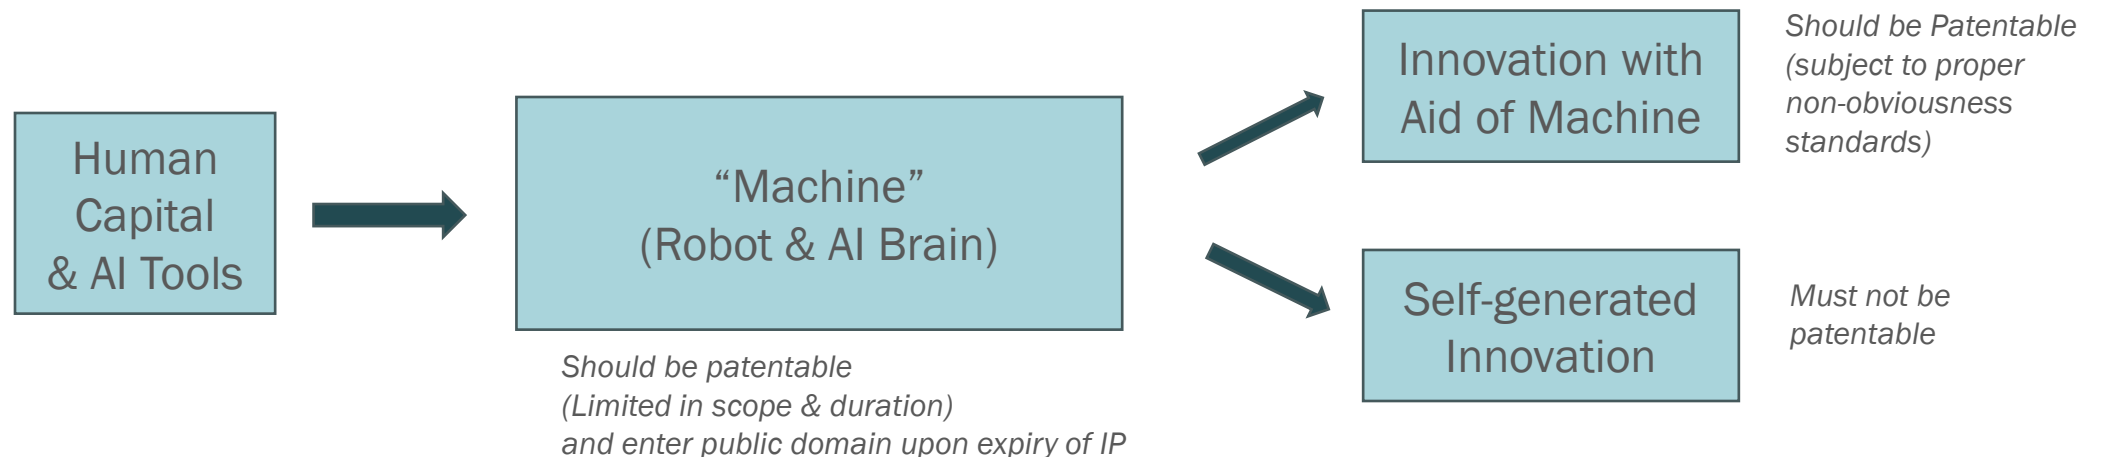 Human
Capital
& AI Tools
“Machine”
(Robot & AI Brain)
Should be patentable
(Limited in scope & duration)
and enter public domain upon expiry of IP
Innovation with
Aid of Machine
Should be Patentable
(subject to proper
non-obviousness
standards)
Self-generated
Innovation
Must not be
patentable